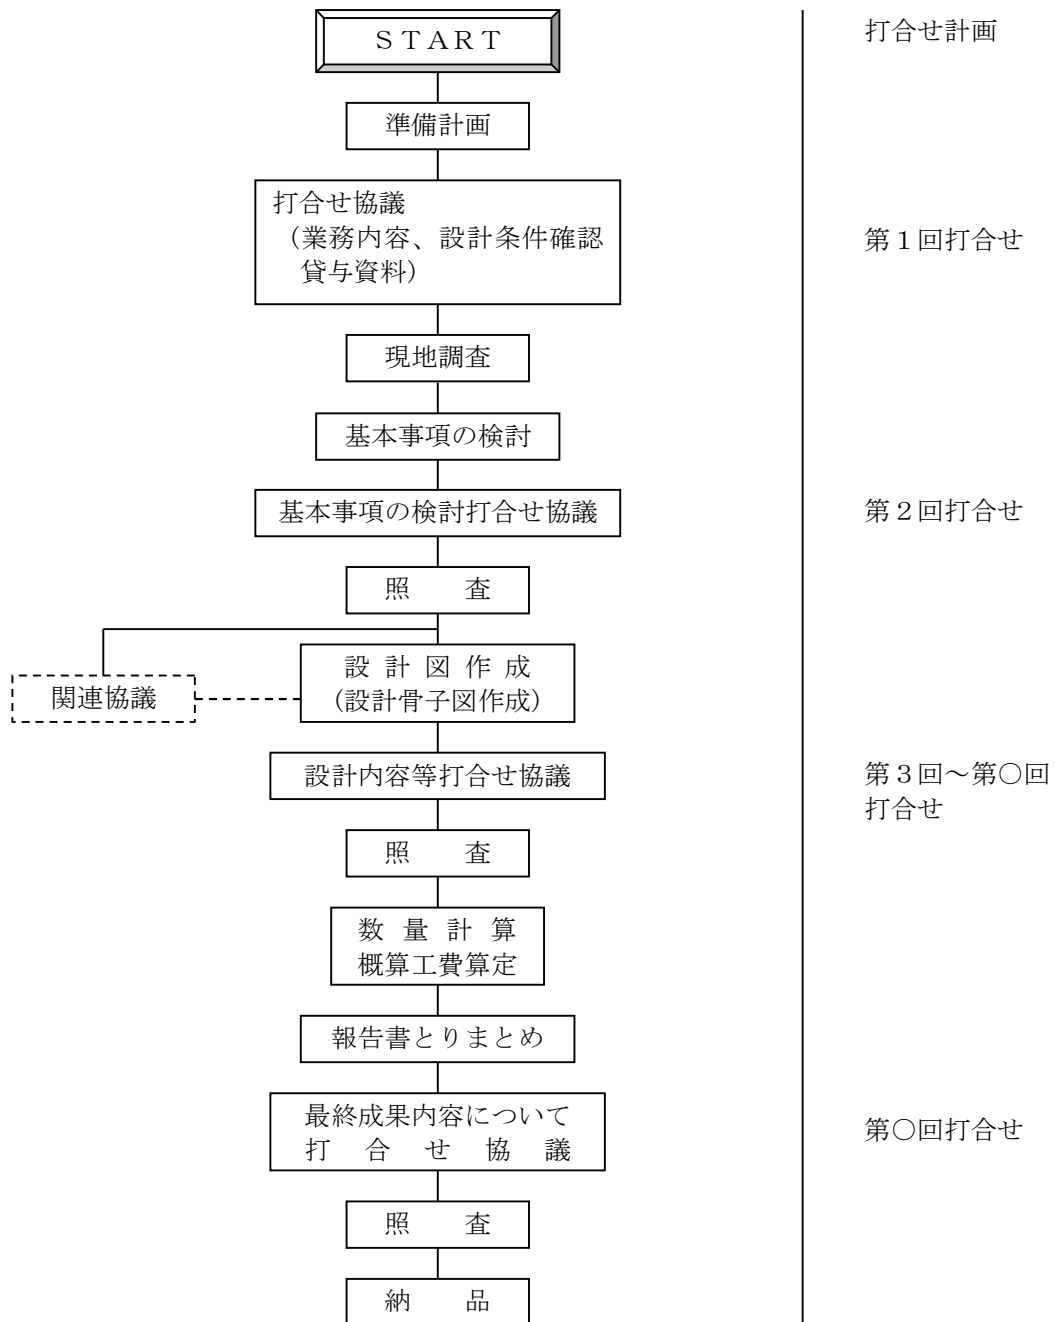 ＳＴＡＲＴ
打合せ計画
準備計画
打合せ協議
（業務内容、設計条件確認
貸与資料）
第１回打合せ
現地調査
基本事項の検討
基本事項の検討打合せ協議
第２回打合せ
照　　査
設計図作成
（設計骨子図作成）
関連協議
設計内容等打合せ協議
第３回～第○回
打合せ
照　　査
数量計算
概算工費算定
報告書とりまとめ
最終成果内容について
打合せ協議
第○回打合せ
照　　査
納　　品